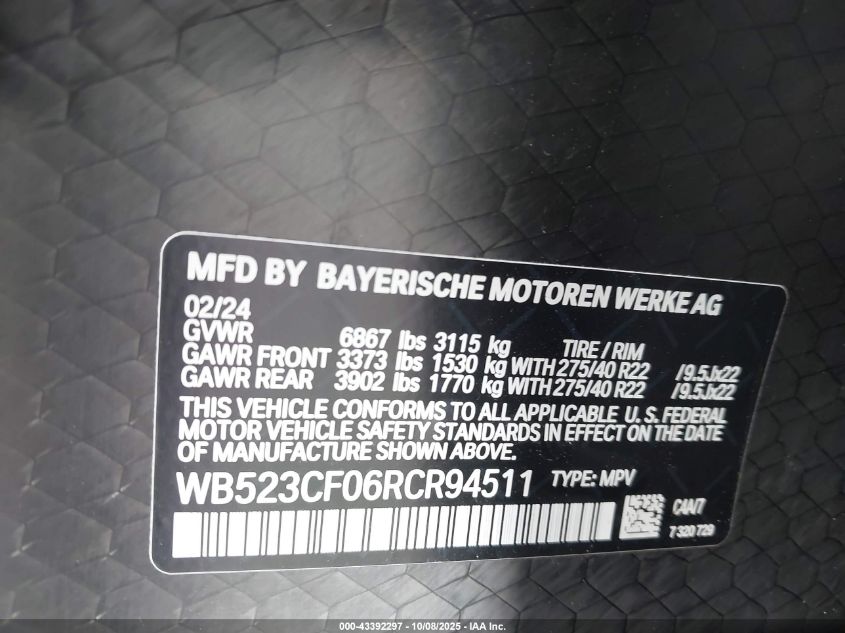 MFD BY BAYERISCHE MOTOREN WERKE AG
02/24
GVWR 6867 lbs 3115 kg TIRE / RIM
GAWR FRONT 3373 lbs 1530 kg WITH 275/40 R22 /9.5Jx22
GAWR REAR 3902 lbs 1770 kg WITH 275/40 R22 /9.5Jx22
THIS VEHICLE CONFORMS TO ALL APPLICABLE U.S. FEDERAL
MOTOR VEHICLE SAFETY STANDARDS IN EFFECT ON THE DATE
OF MANUFACTURE SHOWN ABOVE.
WB523CF06RCR94511 TYPE: MPV
C4A/7
7 320 729
000-43392297 - 10/08/2025 - IAA Inc.